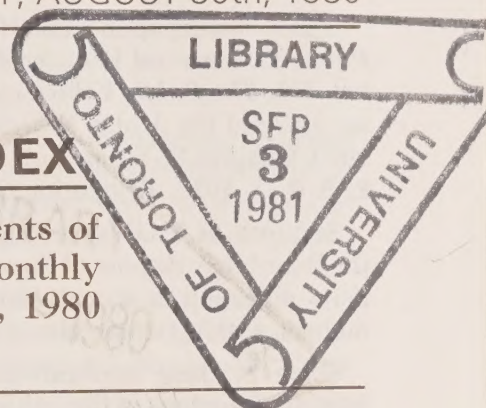 AUGUST 30th, 1980
LIBRARY
SEP
3
1981
UNIVERSITY
OF TORONTO
DEX
ents of
onthly
, 1980